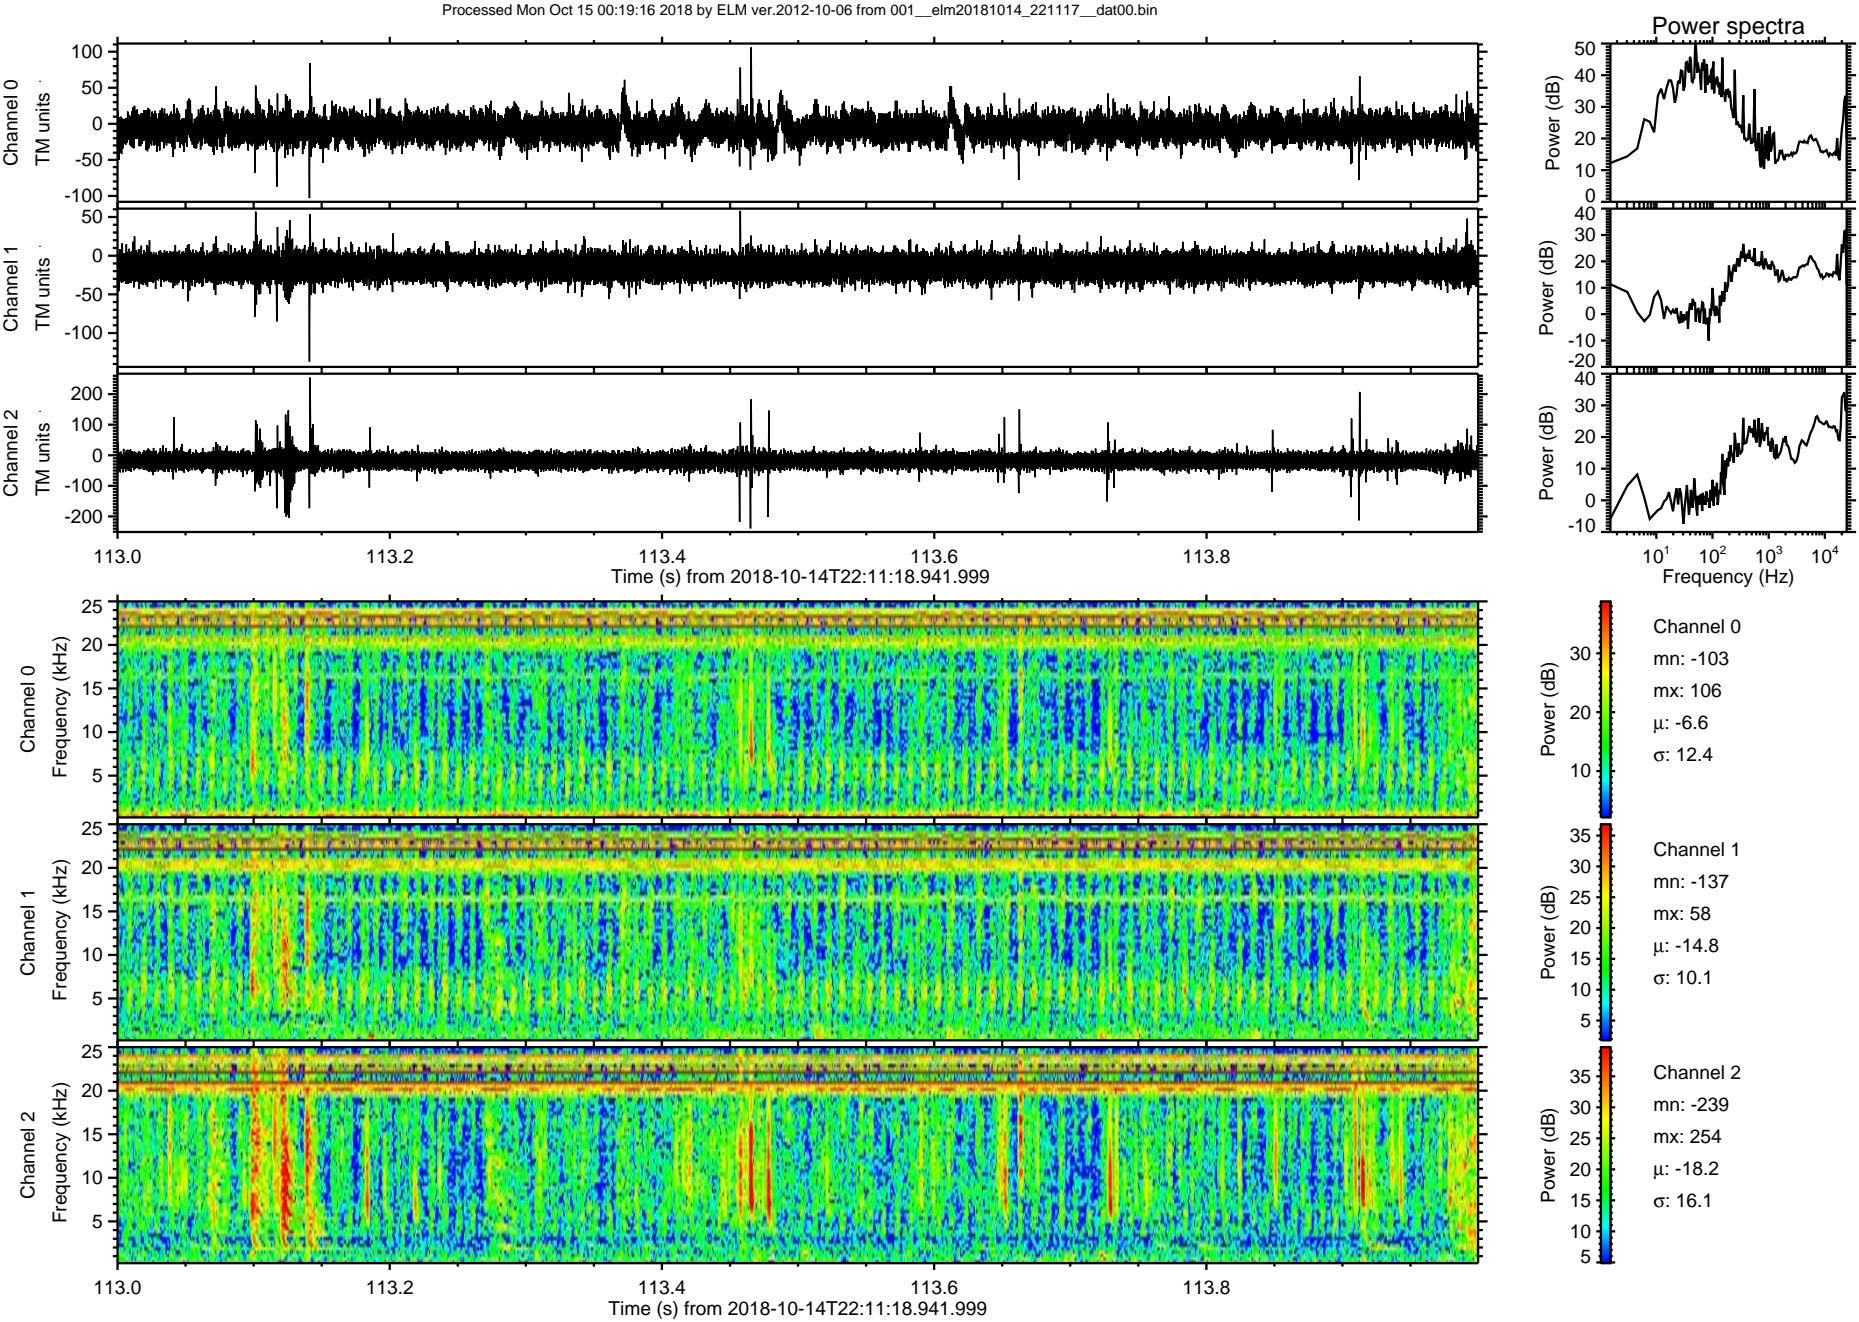 Processed Mon Oct 15 00:19:16 2018 by ELM ver.2012-10-06 from 001__elm20181014_221117__dat00.bin
Power spectra
Channel 0
TM units
100
50
0
-50
-100
Power (dB)
50
40
30
20
10
0
Channel 1
TM units
50
0
-50
-100
Power (dB)
40
30
20
10
0
-10
-20
Channel 2
TM units
200
100
0
-100
-200
Power (dB)
40
30
20
10
0
-10
113.0 113.2 113.4 113.6 113.8
Time (s) from 2018-10-14T22:11:18.941.999
10^1 10^2 10^3 10^4
Frequency (Hz)
Channel 0
Frequency (kHz)
25
20
15
10
5
Power (dB)
30
20
10
Channel 0
mn: -103
mx: 106
μ: -6.6
σ: 12.4
Channel 1
Frequency (kHz)
25
20
15
10
5
Power (dB)
35
30
25
20
15
10
5
Channel 1
mn: -137
mx: 58
μ: -14.8
σ: 10.1
Channel 2
Frequency (kHz)
25
20
15
10
5
Power (dB)
35
30
25
20
15
10
5
Channel 2
mn: -239
mx: 254
μ: -18.2
σ: 16.1
113.0 113.2 113.4 113.6 113.8
Time (s) from 2018-10-14T22:11:18.941.999